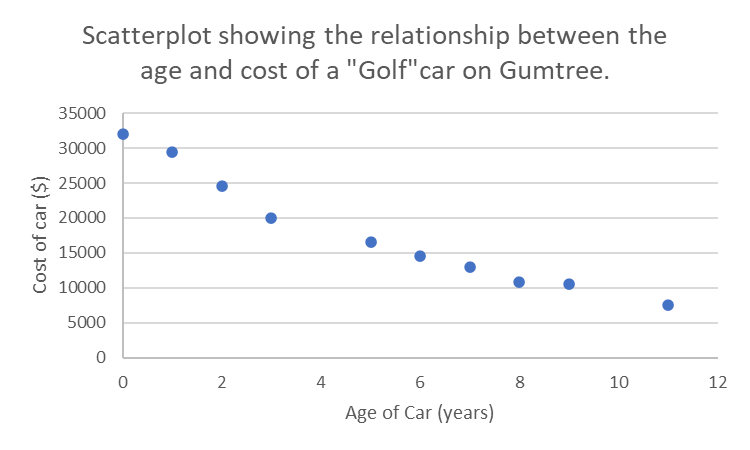 Scatterplot showing the relationship between the
age and cost of a "Golf"car on Gumtree.
35000
30000
25000
20000
15000
10000
5000
0
Cost of car ($)
0 2 4 6 8 10 12
Age of Car (years)